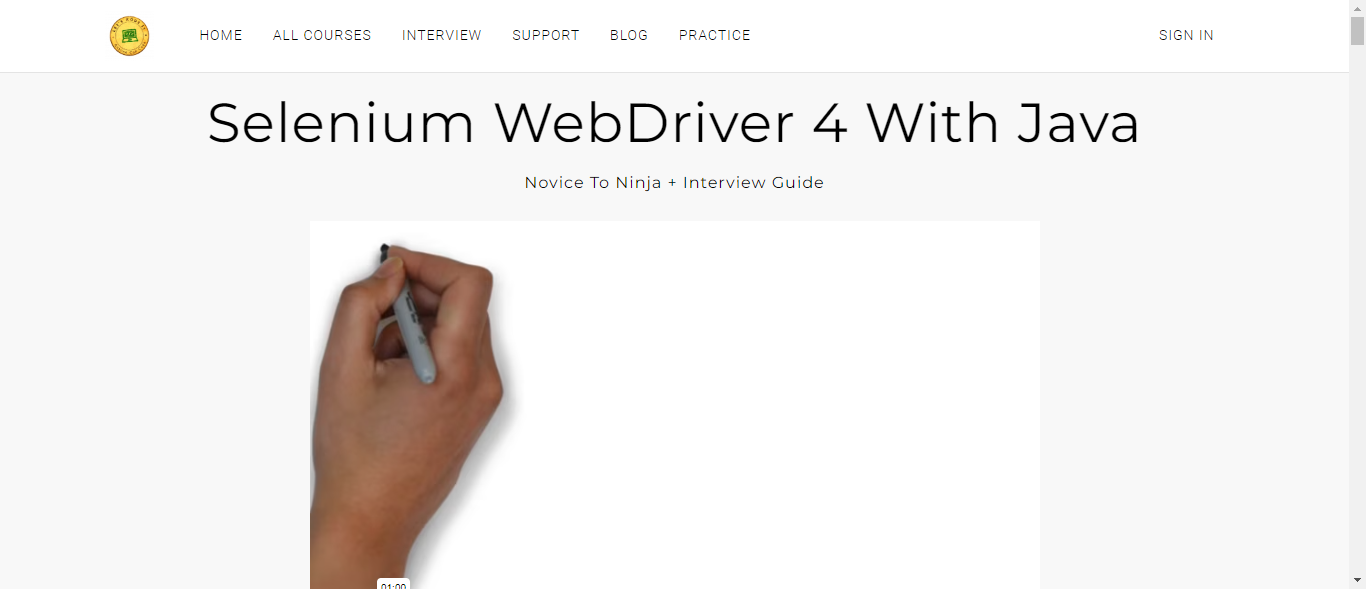 HOME ALL COURSES INTERVIEW SUPPORT BLOG PRACTICE SIGN IN
Selenium WebDriver 4 With Java
Novice To Ninja + Interview Guide
01:00